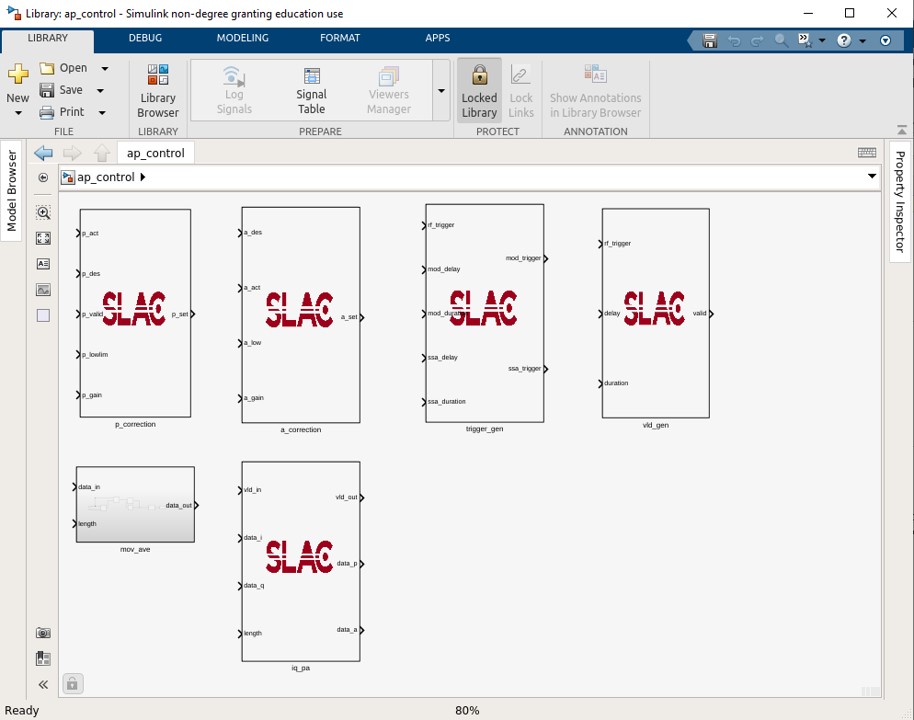 Library: ap_control - Simulink non-degree granting education use
LIBRARY DEBUG MODELING FORMAT APPS
New
Open
Save
Print
Library Browser
Log Signals
Signal Table
Viewers Manager
Locked Library
Lock Links
Show Annotations in Library Browser
FILE LIBRARY PREPARE PROTECT ANNOTATION
Model Browser
Property Inspector
ap_control
ap_control
p_act
p_des
p_valid
p_lowlim
p_gain
SLAC
p_set
p_correction
a_des
a_act
a_low
a_gain
SLAC
a_set
a_correction
rf_trigger
mod_delay
mod_duration
ssa_delay
ssa_duration
SLAC
mod_trigger
ssa_trigger
trigger_gen
rf_trigger
delay
duration
SLAC
valid
vld_gen
data_in
length
data_out
mov_ave
vld_in
data_i
data_q
length
SLAC
vld_out
data_p
data_a
iq_pa
Ready 80%